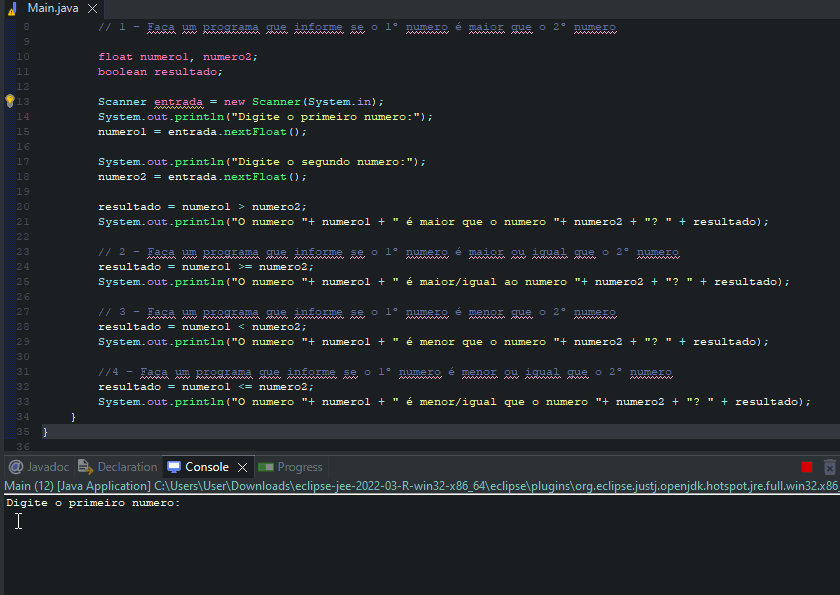 Main.java
8 // 1 - Faça um programa que informe se o 1º numero é maior que o 2º numero
9
10 float numero1, numero2;
11 boolean resultado;
12
13 Scanner entrada = new Scanner(System.in);
14 System.out.println("Digite o primeiro numero:");
15 numero1 = entrada.nextFloat();
16
17 System.out.println("Digite o segundo numero:");
18 numero2 = entrada.nextFloat();
19
20 resultado = numero1 > numero2;
21 System.out.println("O numero "+ numero1 + " é maior que o numero "+ numero2 + "? " + resultado);
22
23 // 2 - Faça um programa que informe se o 1º numero é maior ou igual que o 2º numero
24 resultado = numero1 >= numero2;
25 System.out.println("O numero "+ numero1 + " é maior/igual ao numero "+ numero2 + "? " + resultado);
26
27 // 3 - Faça um programa que informe se o 1º numero é menor que o 2º numero
28 resultado = numero1 < numero2;
29 System.out.println("O numero "+ numero1 + " é menor que o numero "+ numero2 + "? " + resultado);
30
31 //4 - Faça um programa que informe se o 1º numero é menor ou igual que o 2º numero
32 resultado = numero1 <= numero2;
33 System.out.println("O numero "+ numero1 + " é menor/igual que o numero "+ numero2 + "? " + resultado);
34 }
35 }
36
@ Javadoc Declaration Console Progress
Main (12) [Java Application] C:\Users\User\Downloads\eclipse-jee-2022-03-R-win32-x86_64\eclipse\plugins\org.eclipse.justj.openjdk.hotspot.jre.full.win32.x86_
Digite o primeiro numero: